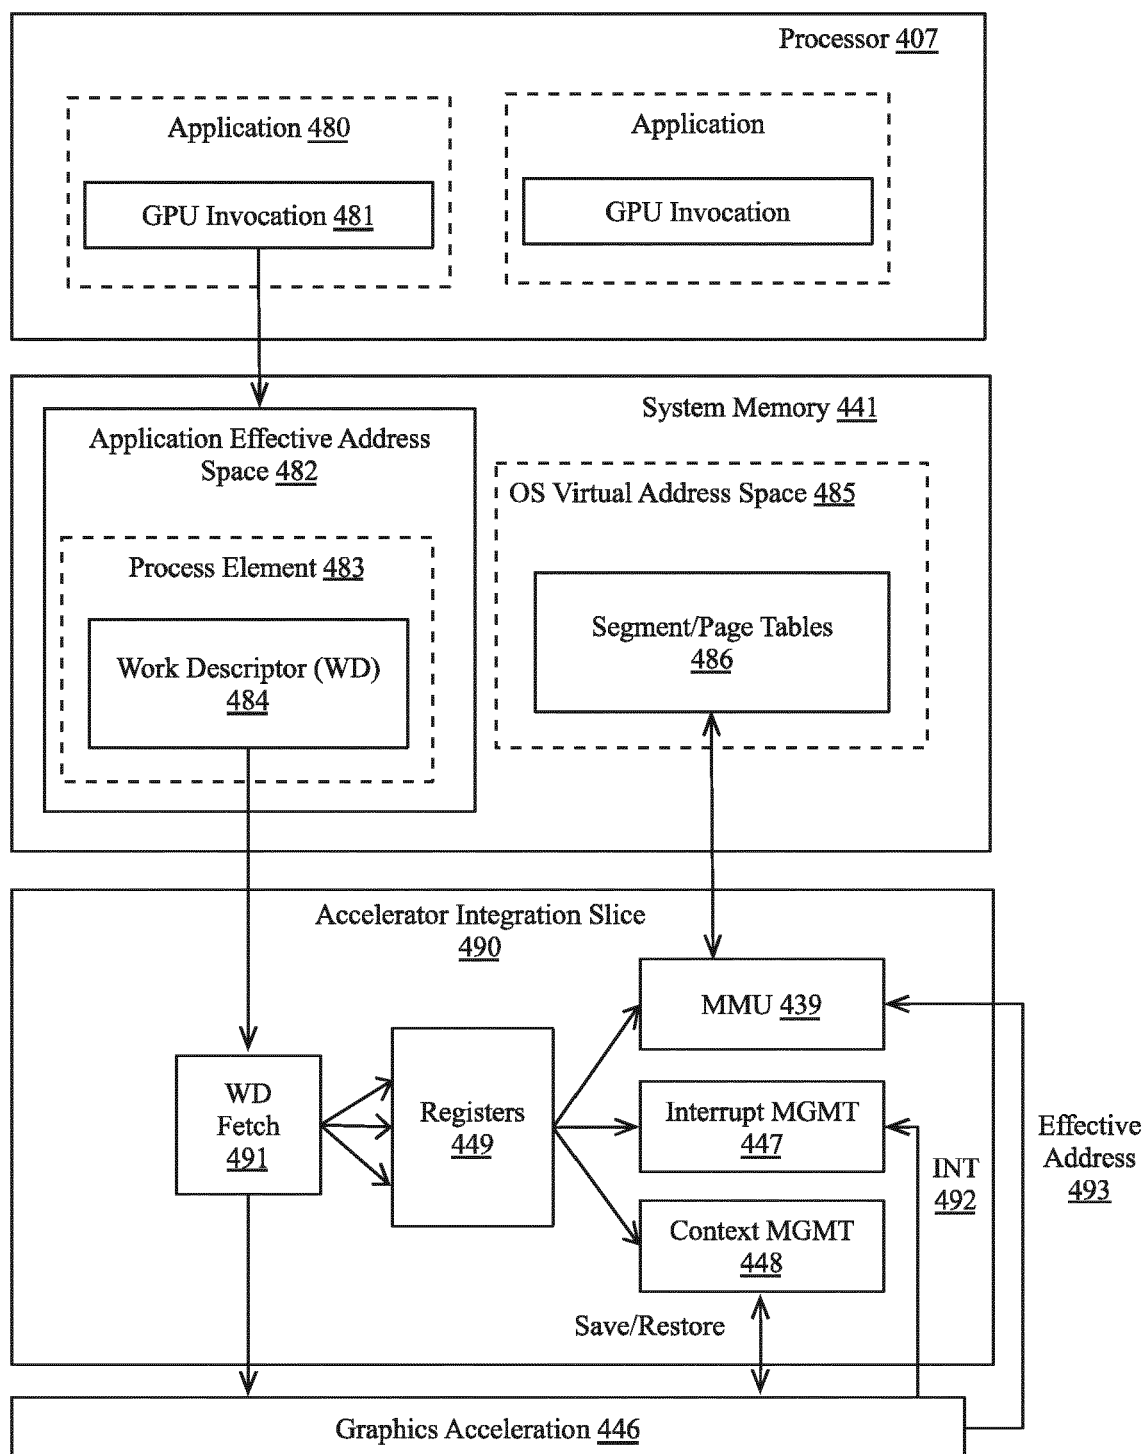 Processor 407
Application 480
Application
GPU Invocation 481
GPU Invocation
System Memory 441
Application Effective Address
Space 482
OS Virtual Address Space 485
Process Element 483
Segment/Page Tables
486
Work Descriptor (WD)
484
Accelerator Integration Slice
490
MMU 439
WD
Fetch
491
Registers
449
Interrupt MGMT
447
Effective
Address
493
INT
492
Context MGMT
448
Save/Restore
Graphics Acceleration 446